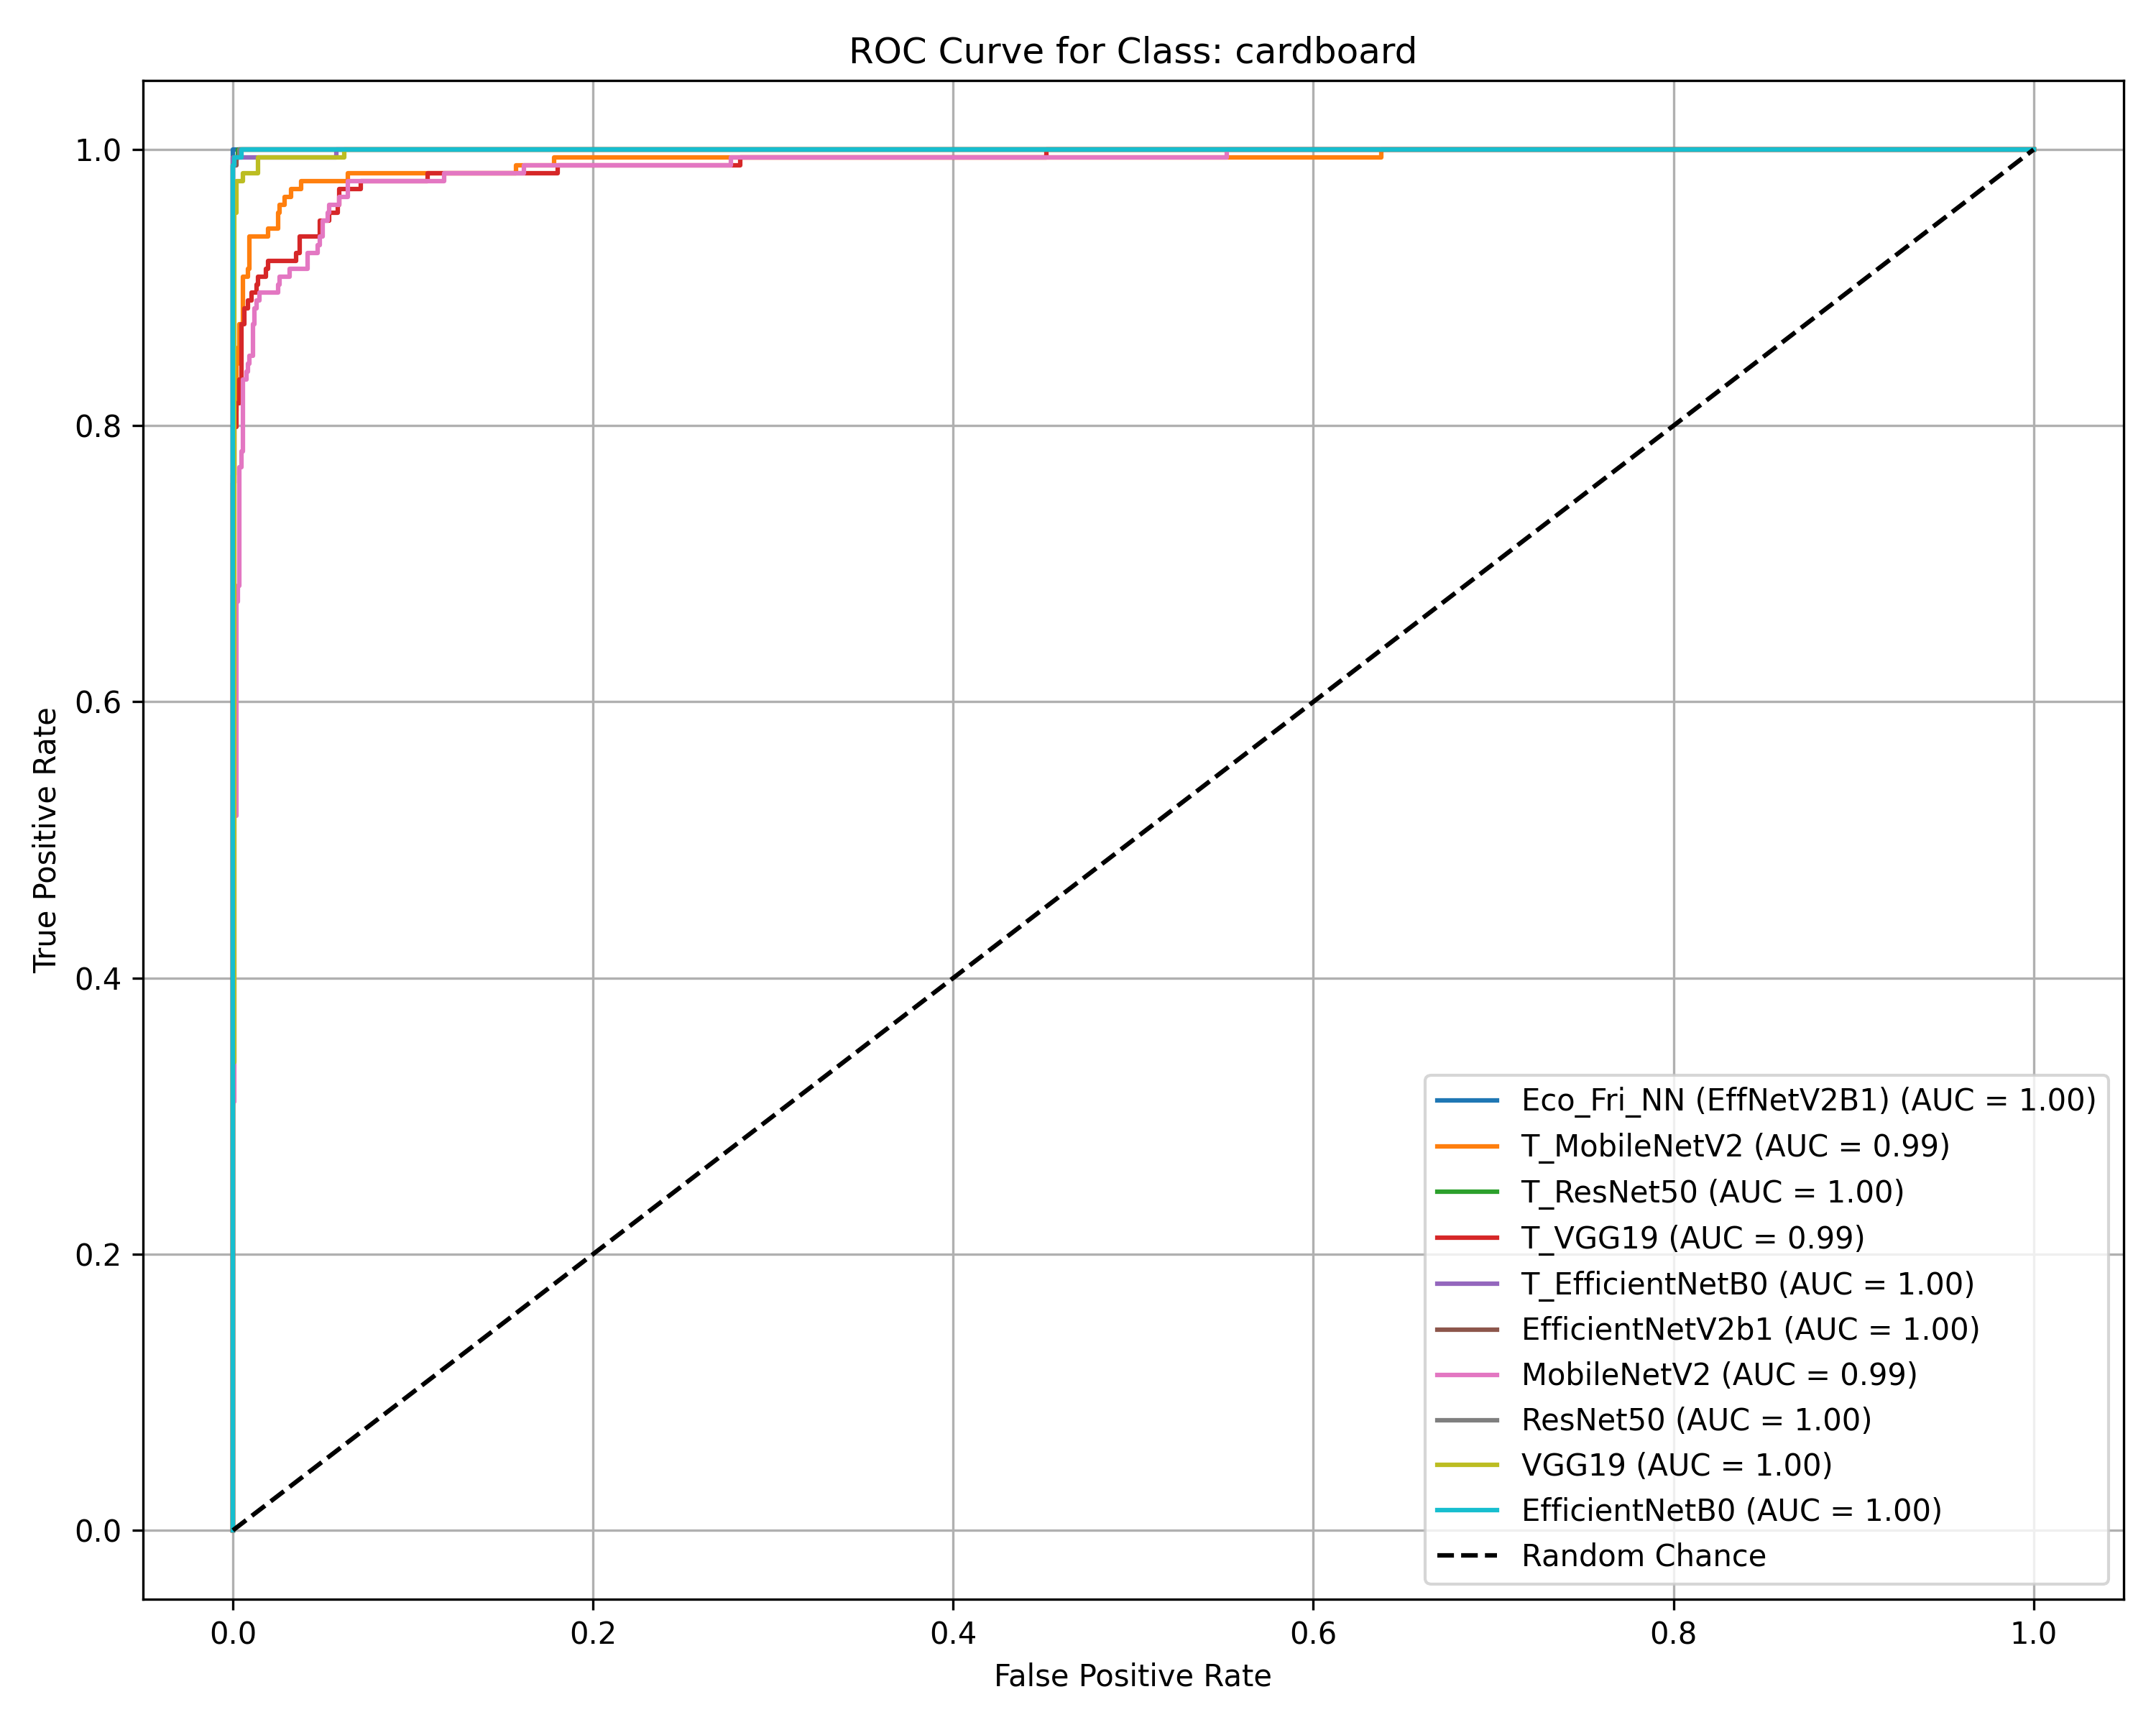 ROC Curve for Class: cardboard
True Positive Rate
1.0
0.8
0.6
0.4
0.2
0.0
0.0 0.2 0.4 0.6 0.8 1.0
False Positive Rate
Eco_Fri_NN (EffNetV2B1) (AUC = 1.00)
T_MobileNetV2 (AUC = 0.99)
T_ResNet50 (AUC = 1.00)
T_VGG19 (AUC = 0.99)
T_EfficientNetB0 (AUC = 1.00)
EfficientNetV2b1 (AUC = 1.00)
MobileNetV2 (AUC = 0.99)
ResNet50 (AUC = 1.00)
VGG19 (AUC = 1.00)
EfficientNetB0 (AUC = 1.00)
Random Chance